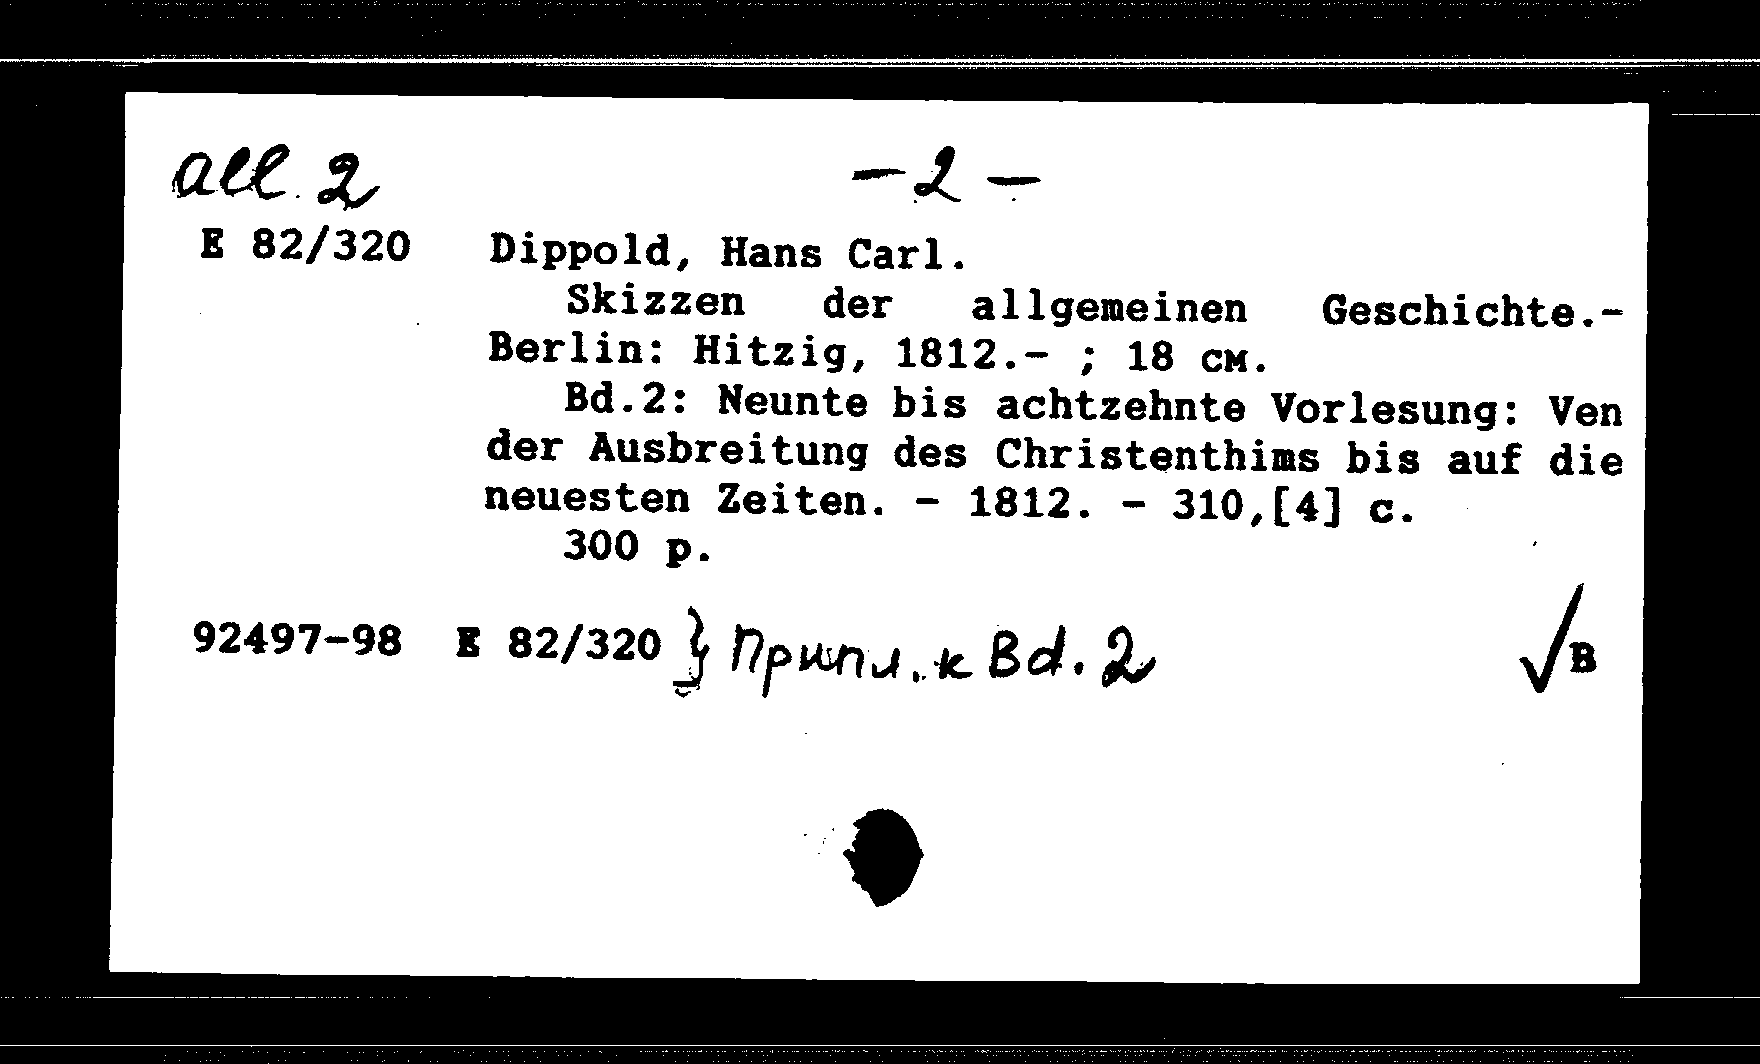 all. 2
- 2 -
E 82/320 Dippold, Hans Carl.
Skizzen der allgemeinen Geschichte.-
Berlin: Hitzig, 1812.- ; 18 см.
Bd.2: Neunte bis achtzehnte Vorlesung: Ven
der Ausbreitung des Christenthims bis auf die
neuesten Zeiten. - 1812. - 310,[4] с.
300 р.
92497-98 E 82/320 } Припл. к Bd. 2 √В